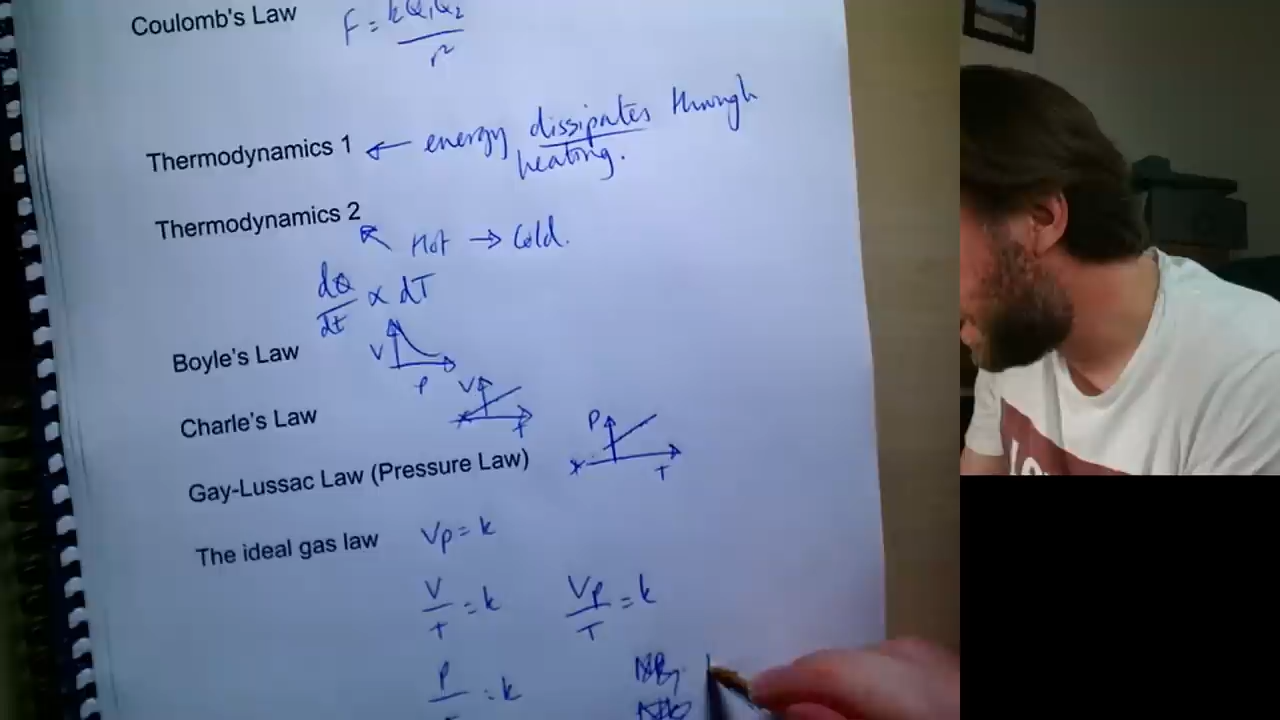 Coulomb's Law F = kQ₁Q₂ / r²
Thermodynamics 1 ← energy dissipates through
heating.
Thermodynamics 2
Hot → Cold.
dQ/dt ∝ dT
Boyle's Law V P
Charle's Law V T
Gay-Lussac Law (Pressure Law) P T
The ideal gas law Vp = k
V/T = k Vp/T = k
P = k